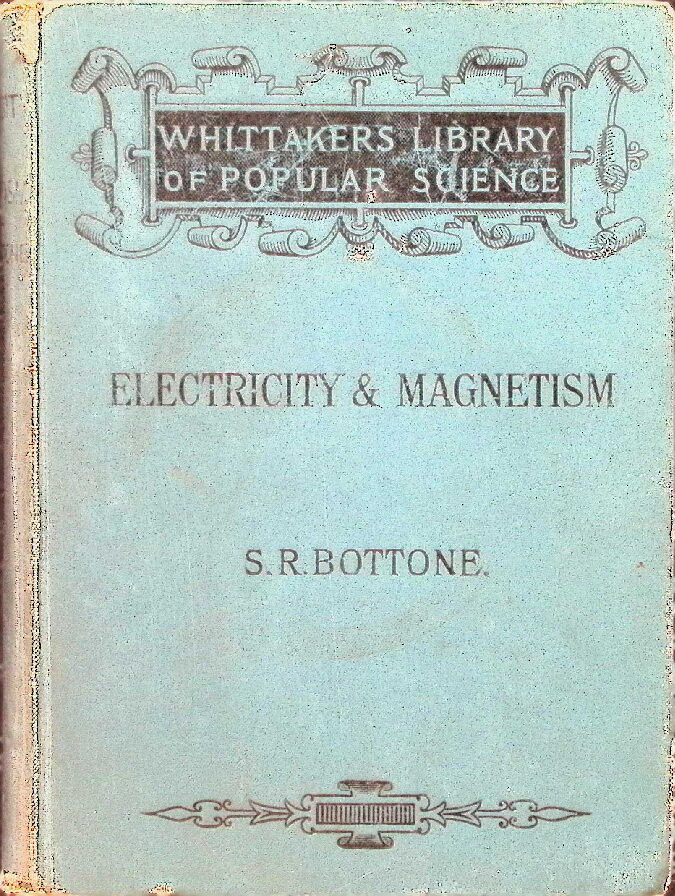 WHITTAKERS LIBRARY
OF POPULAR SCIENCE
ELECTRICITY & MAGNETISM
S. R. BOTTONE.